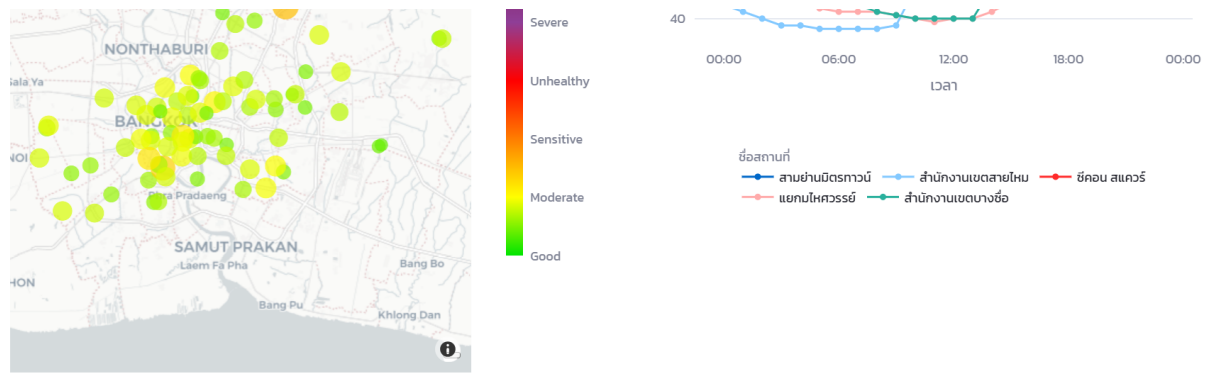 NONTHABURI
Sala Ya
BANGKOK
NOI
Phra Pradaeng
SAMUT PRAKAN
Laem Fa Pha
Bang Bo
HON
Bang Pu
Khlong Dan
Severe
Unhealthy
Sensitive
Moderate
Good
40
00:00 06:00 12:00 18:00 00:00
เวลา
ชื่อสถานที่
สามย่านมิตรทาวน์ สำนักงานเขตสายไหม ซีคอน สแควร์
แยกมไหศวรรย์ สำนักงานเขตบางซื่อ